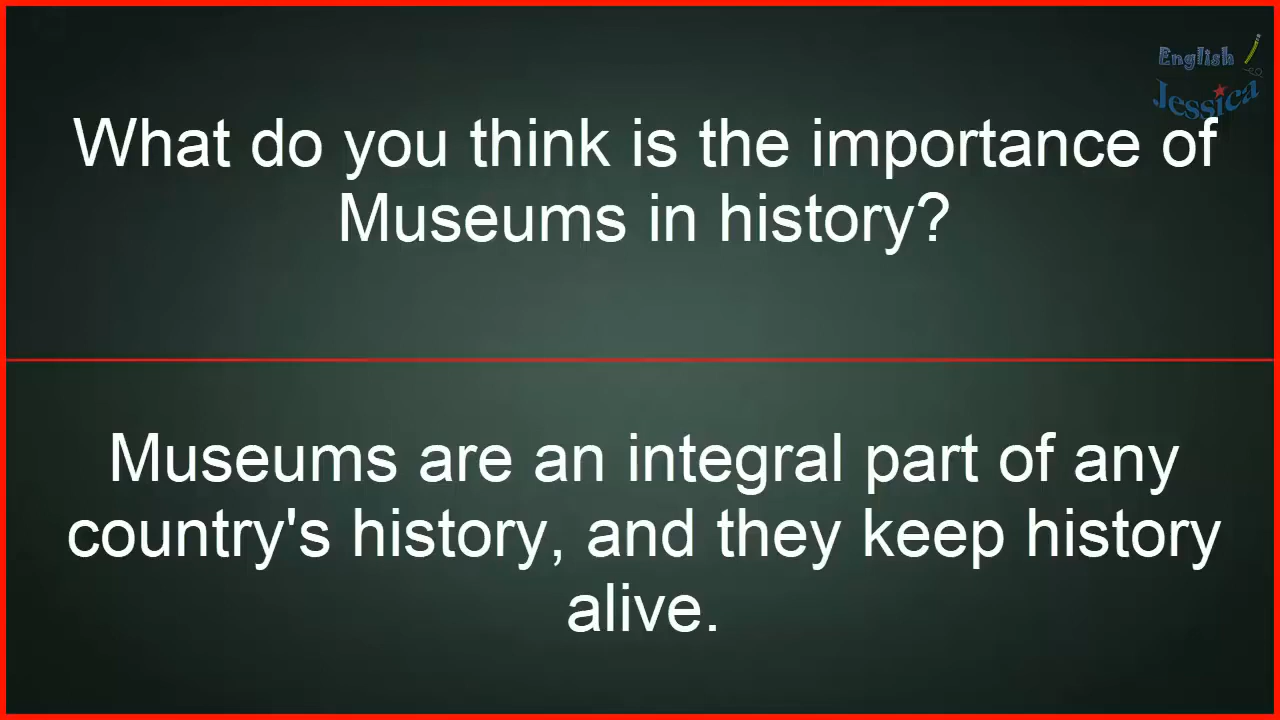 English
Jessica
What do you think is the importance of
Museums in history?
Museums are an integral part of any
country's history, and they keep history
alive.